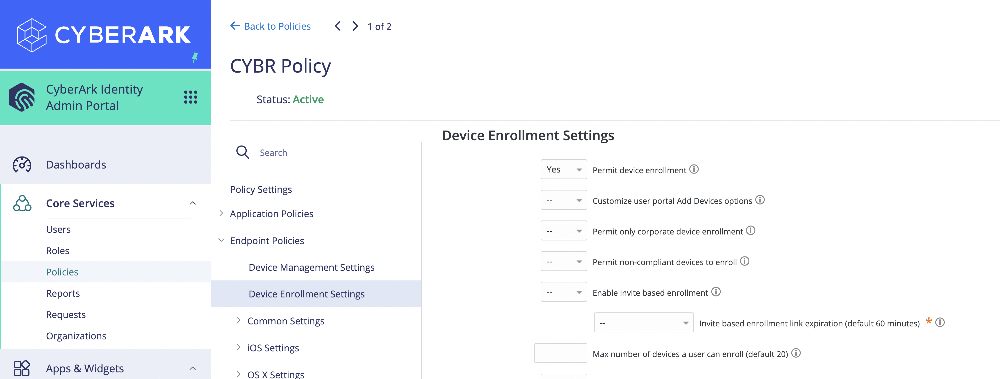 CYBERARK
CyberArk Identity
Admin Portal
Dashboards
Core Services
Users
Roles
Policies
Reports
Requests
Organizations
Apps & Widgets
Back to Policies
1 of 2
CYBR Policy
Status: Active
Search
Policy Settings
Application Policies
Endpoint Policies
Device Management Settings
Device Enrollment Settings
Common Settings
iOS Settings
OS X Settings
Device Enrollment Settings
Yes Permit device enrollment
-- Customize user portal Add Devices options
-- Permit only corporate device enrollment
-- Permit non-compliant devices to enroll
-- Enable invite based enrollment
-- Invite based enrollment link expiration (default 60 minutes) *
Max number of devices a user can enroll (default 20)